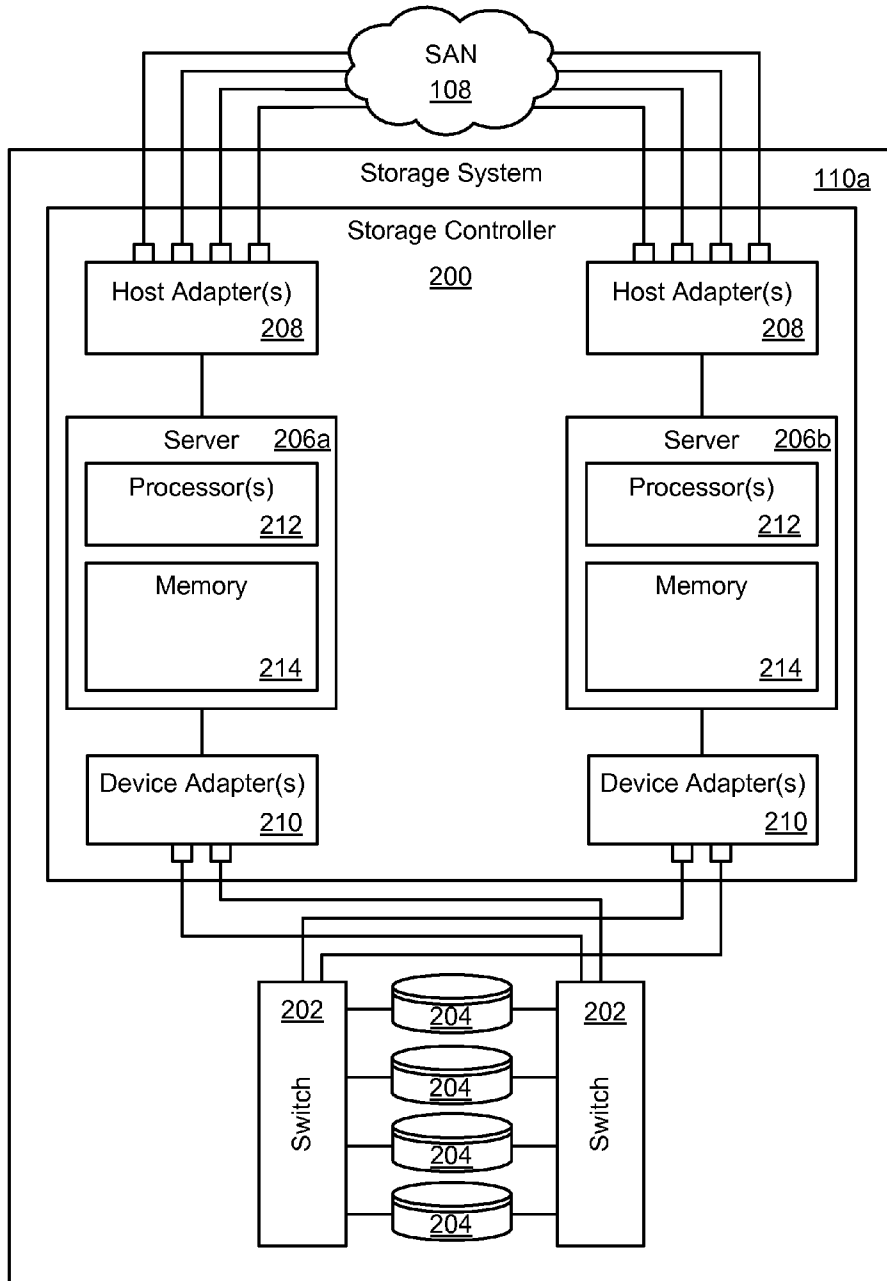 SAN
108
Storage System
110a
Storage Controller
200
Host Adapter(s)
208
Host Adapter(s)
208
Server 206a
Processor(s)
212
Memory
214
Server 206b
Processor(s)
212
Memory
214
Device Adapter(s)
210
Device Adapter(s)
210
202
Switch
204
204
204
204
202
Switch